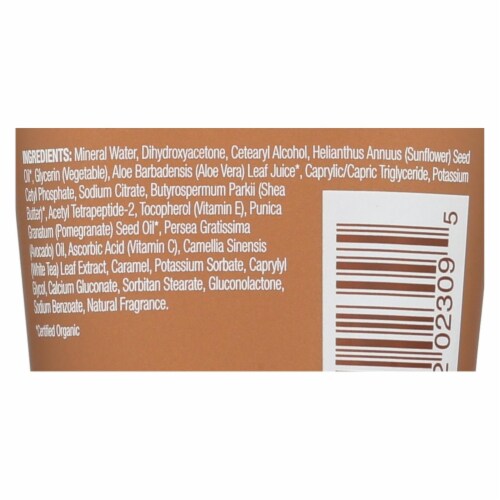 INGREDIENTS: Mineral Water, Dihydroxyacetone, Cetearyl Alcohol, Helianthus Annuus (Sunflower) Seed
Oil*, Glycerin (Vegetable), Aloe Barbadensis (Aloe Vera) Leaf Juice*, Caprylic/Capric Triglyceride, Potassium
Cetyl Phosphate, Sodium Citrate, Butyrospermum Parkii (Shea
Butter)*, Acetyl Tetrapeptide-2, Tocopherol (Vitamin E), Punica
Granatum (Pomegranate) Seed Oil*, Persea Gratissima
(Avocado) Oil, Ascorbic Acid (Vitamin C), Camellia Sinensis
(White Tea) Leaf Extract, Caramel, Potassium Sorbate, Caprylyl
Glycol, Calcium Gluconate, Sorbitan Stearate, Gluconolactone,
Sodium Benzoate, Natural Fragrance.
*Certified Organic
2 02309 5